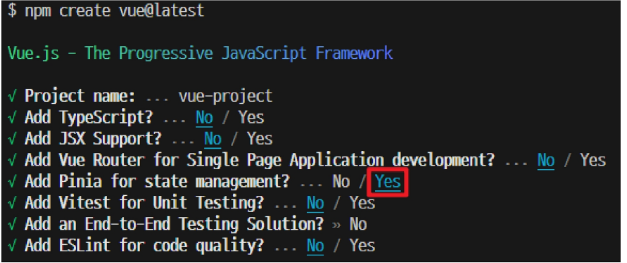 $ npm create vue@latest
Vue.js - The Progressive JavaScript Framework
√ Project name: ... vue-project
√ Add TypeScript? ... No / Yes
√ Add JSX Support? ... No / Yes
√ Add Vue Router for Single Page Application development? ... No / Yes
√ Add Pinia for state management? ... No / Yes
√ Add Vitest for Unit Testing? ... No / Yes
√ Add an End-to-End Testing Solution? » No
√ Add ESLint for code quality? ... No / Yes